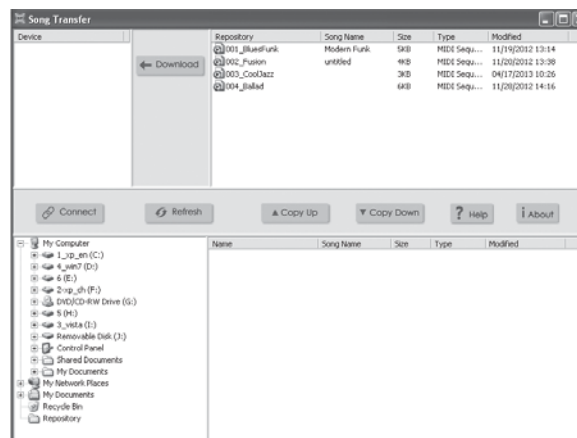 Song Transfer
Device
Download
Repository Song Name Size Type Modified
001_BluesFunk Modern Funk 5KB MIDI Sequ... 11/19/2012 13:14
002_Fusion untitled 4KB MIDI Sequ... 11/20/2012 13:38
003_CoolJazz 3KB MIDI Sequ... 04/17/2013 10:26
004_Ballad 6KB MIDI Sequ... 11/28/2012 14:16
Connect Refresh Copy Up Copy Down Help About
My Computer
1_xp_en (C:)
4_win7 (D:)
6 (E:)
2-xp_ch (F:)
DVD/CD-RW Drive (G:)
5 (H:)
3_vista (I:)
Removable Disk (J:)
Control Panel
Shared Documents
My Documents
My Network Places
My Documents
Recycle Bin
Repository
Name Song Name Size Type Modified